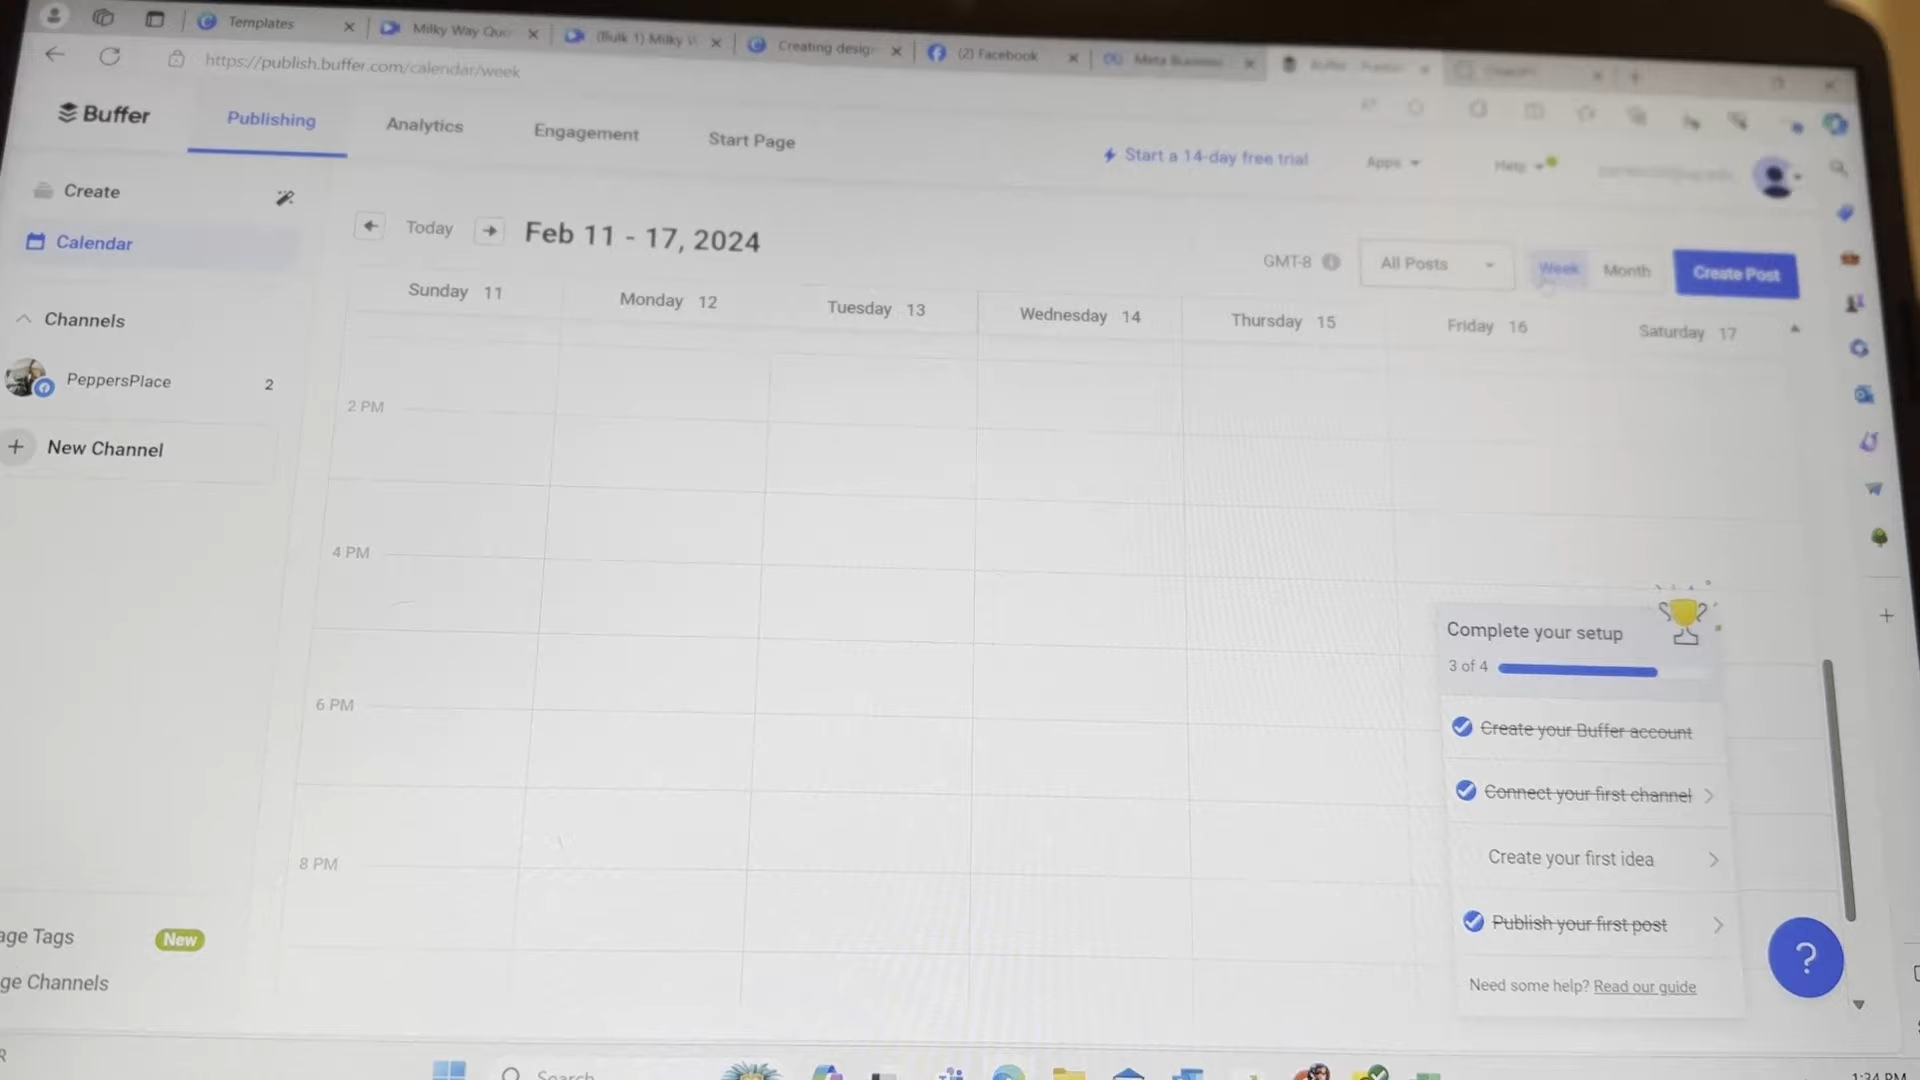 Templates
Milky Way Quo
(Bulk 1) Milky W
Creating desig
(2) Facebook
Meta Business
Buffer
https://publish.buffer.com/calendar/week
Buffer
Publishing
Analytics
Engagement
Start Page
Start a 14-day free trial
Apps
Help
Create
Calendar
Channels
PeppersPlace 2
New Channel
age Tags New
ge Channels
Today
Feb 11 - 17, 2024
GMT-8
All Posts
Week
Month
Create Post
Sunday 11
Monday 12
Tuesday 13
Wednesday 14
Thursday 15
Friday 16
Saturday 17
2 PM
4 PM
6 PM
8 PM
Complete your setup
3 of 4
Create your Buffer account
Connect your first channel
Create your first idea
Publish your first post
Need some help? Read our guide
?
Search
1:34 PM